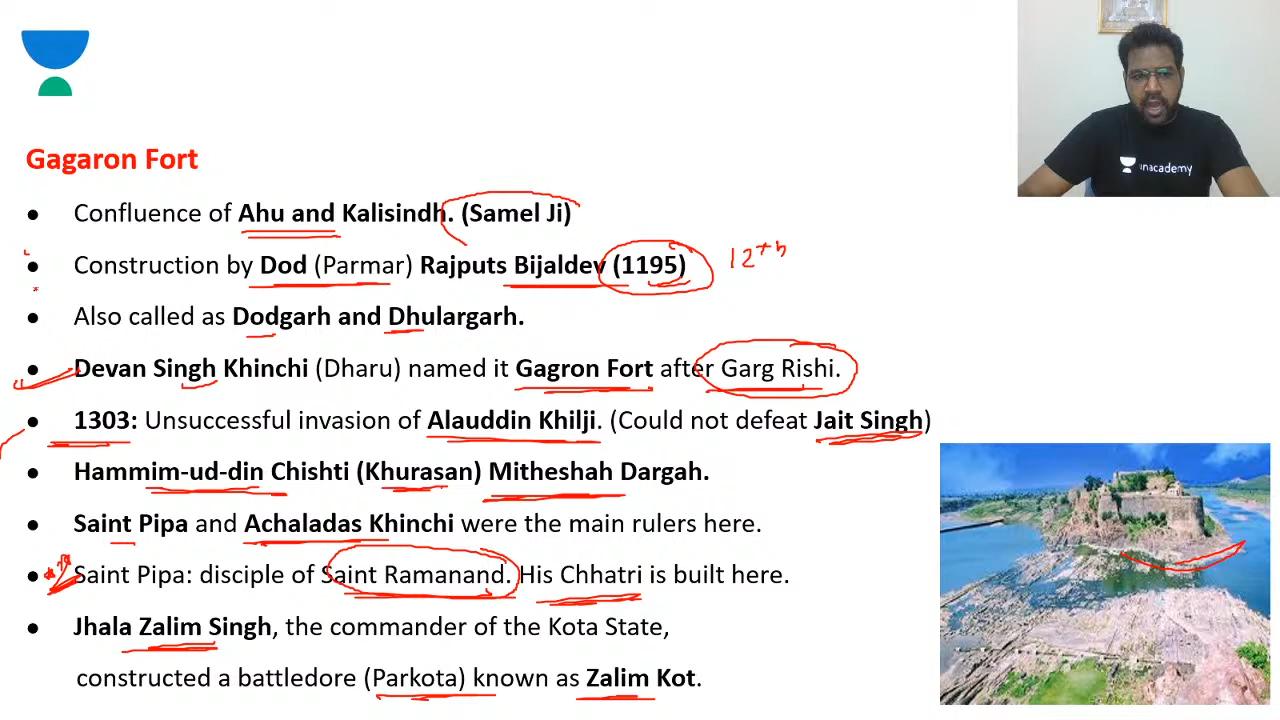 unacademy
Gagaron Fort
● Confluence of Ahu and Kalisindh. (Samel Ji)
● Construction by Dod (Parmar) Rajputs Bijaldev (1195) 12th
● Also called as Dodgarh and Dhulargarh.
● Devan Singh Khinchi (Dharu) named it Gagron Fort after Garg Rishi.
● 1303: Unsuccessful invasion of Alauddin Khilji. (Could not defeat Jait Singh)
● Hammim-ud-din Chishti (Khurasan) Mitheshah Dargah.
● Saint Pipa and Achaladas Khinchi were the main rulers here.
● Saint Pipa: disciple of Saint Ramanand. His Chhatri is built here.
● Jhala Zalim Singh, the commander of the Kota State,
constructed a battledore (Parkota) known as Zalim Kot.